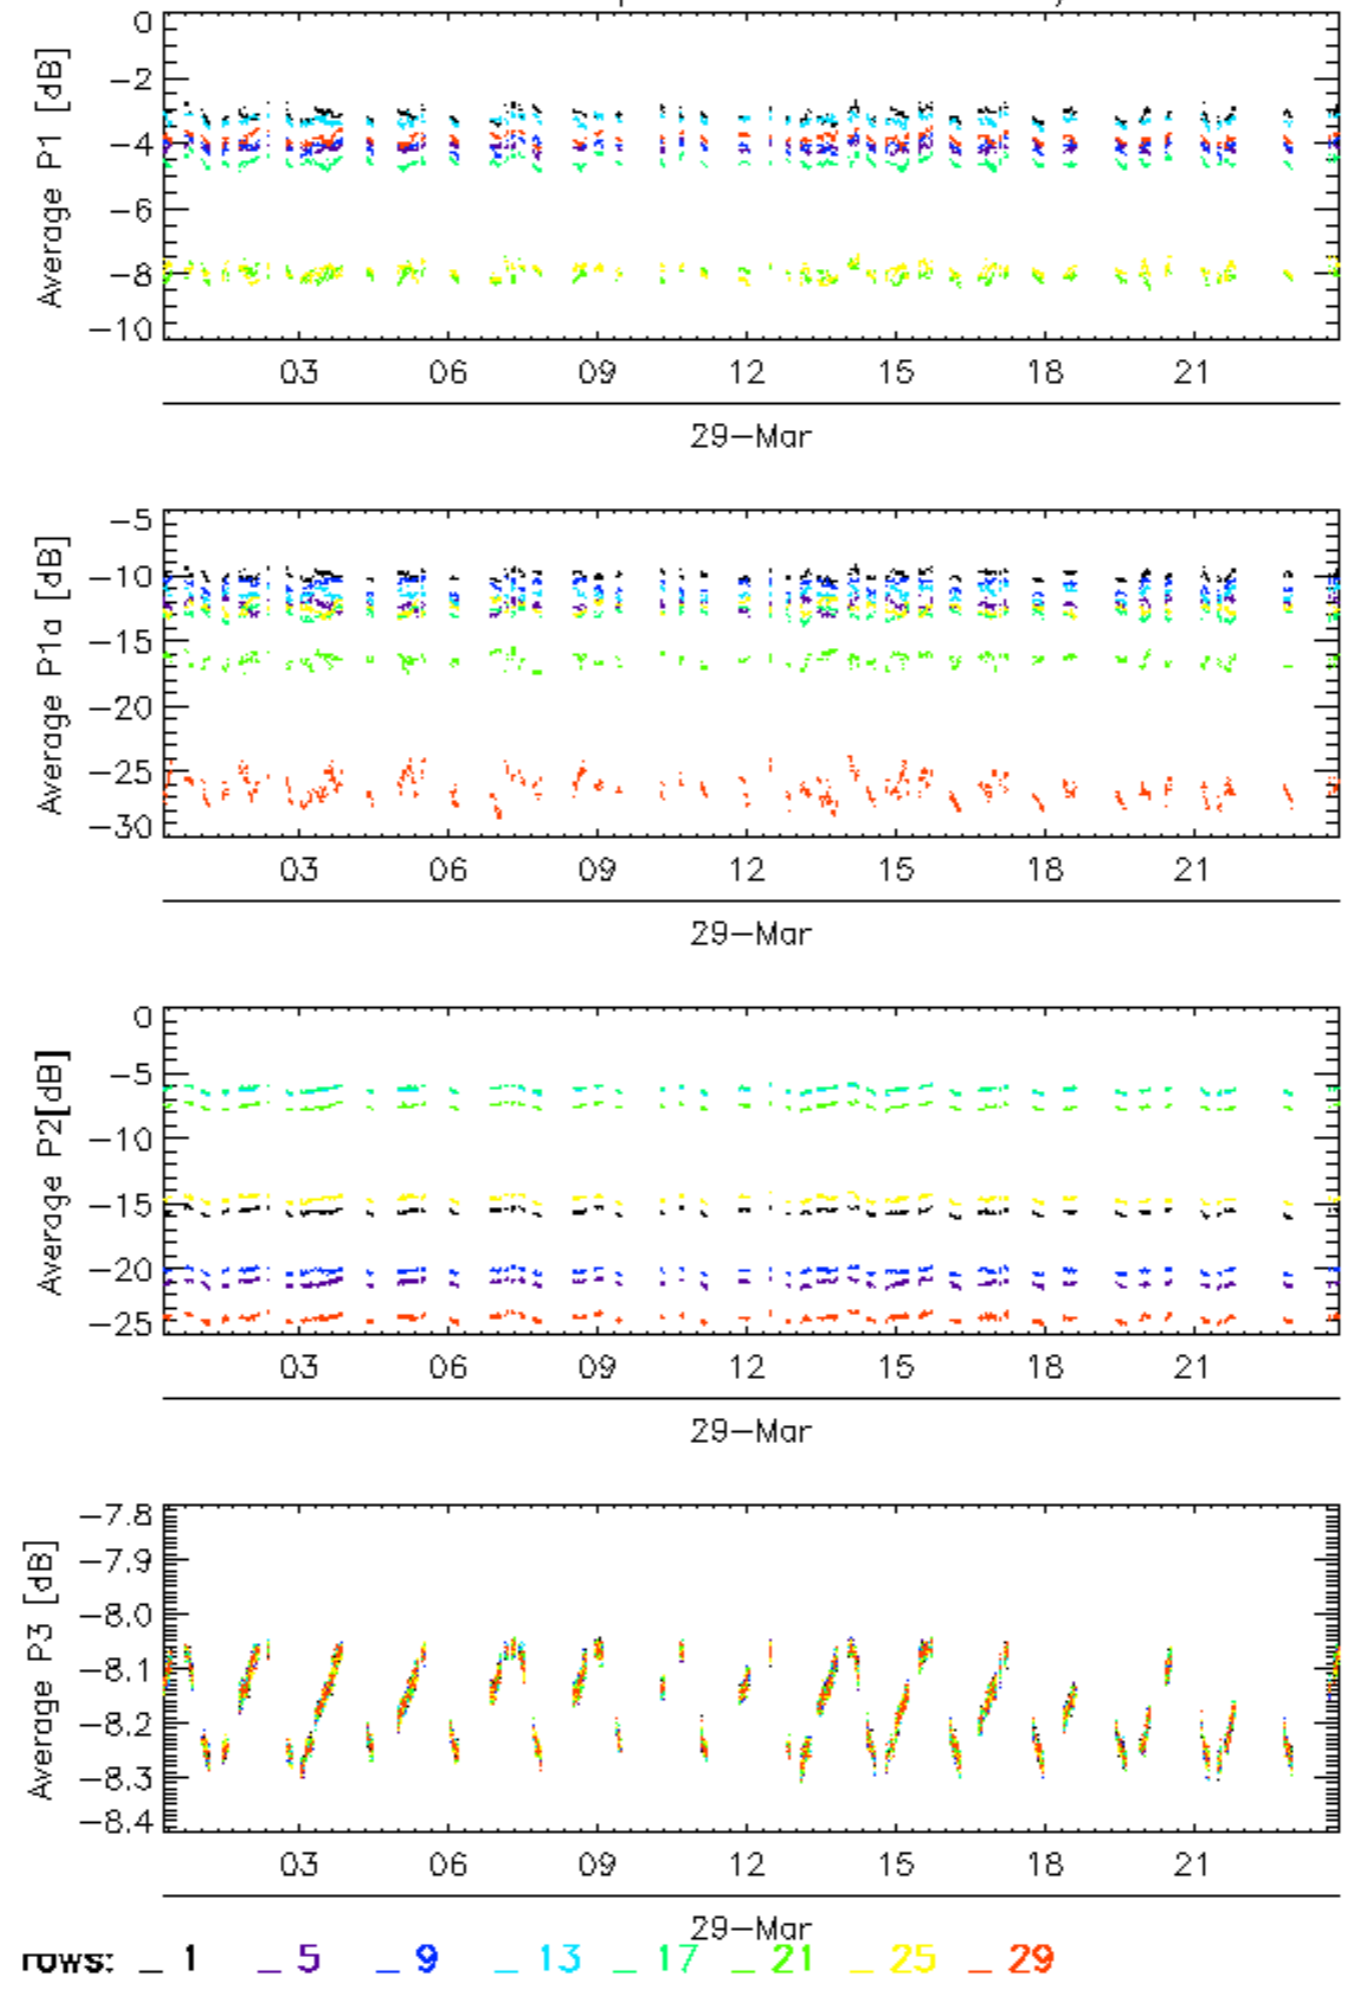 0
−2
−4
−6
−8
−10
Average P1 [dB]
03 06 09 12 15 18 21
29−Mar
−5
−10
−15
−20
−25
−30
Average P1a [dB]
03 06 09 12 15 18 21
29−Mar
0
−5
−10
−15
−20
−25
Average P2[dB]
03 06 09 12 15 18 21
29−Mar
−7.8
−7.9
−8.0
−8.1
−8.2
−8.3
−8.4
Average P3 [dB]
03 06 09 12 15 18 21
29−Mar
rows: _ 1 _ 5 _ 9 _ 13 _ 17 _ 21 _ 25 _ 29